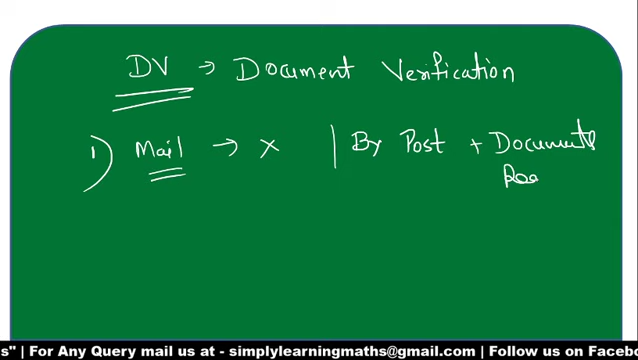 DV → Document Verification
1) Mail → x | By Post + Documents
s" | For Any Query mail us at - simplylearningmaths@gmail.com | Follow us on Facebo